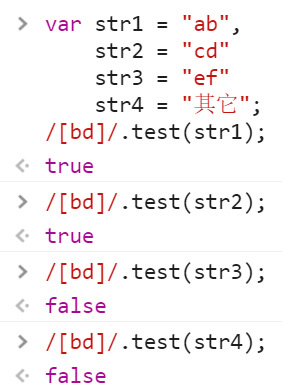 > var str1 = "ab",
str2 = "cd"
str3 = "ef"
str4 = "其它";
/[bd]/.test(str1);
< true
> /[bd]/.test(str2);
< true
> /[bd]/.test(str3);
< false
> /[bd]/.test(str4);
< false